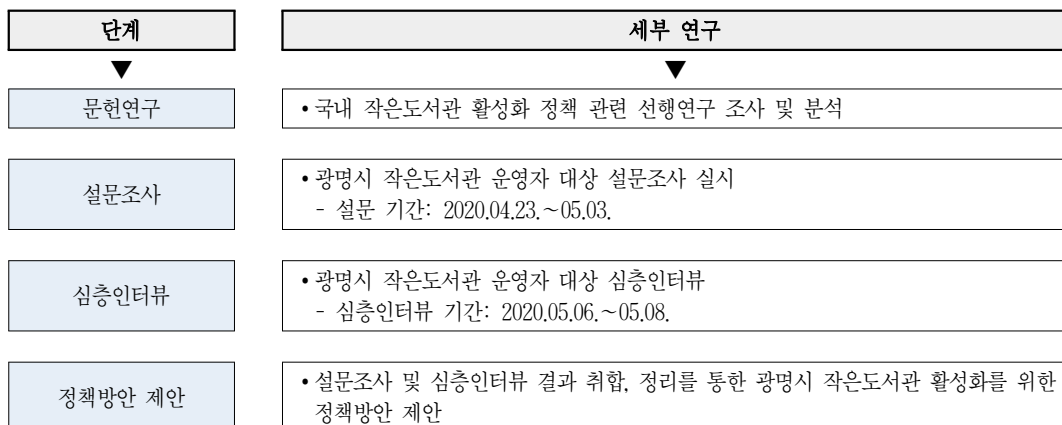 단계
세부 연구
▼
▼
문헌연구
•국내 작은도서관 활성화 정책 관련 선행연구 조사 및 분석
설문조사
•광명시 작은도서관 운영자 대상 설문조사 실시
- 설문 기간: 2020.04.23.~05.03.
심층인터뷰
•광명시 작은도서관 운영자 대상 심층인터뷰
- 심층인터뷰 기간: 2020.05.06.~05.08.
정책방안 제안
•설문조사 및 심층인터뷰 결과 취합, 정리를 통한 광명시 작은도서관 활성화를 위한
정책방안 제안